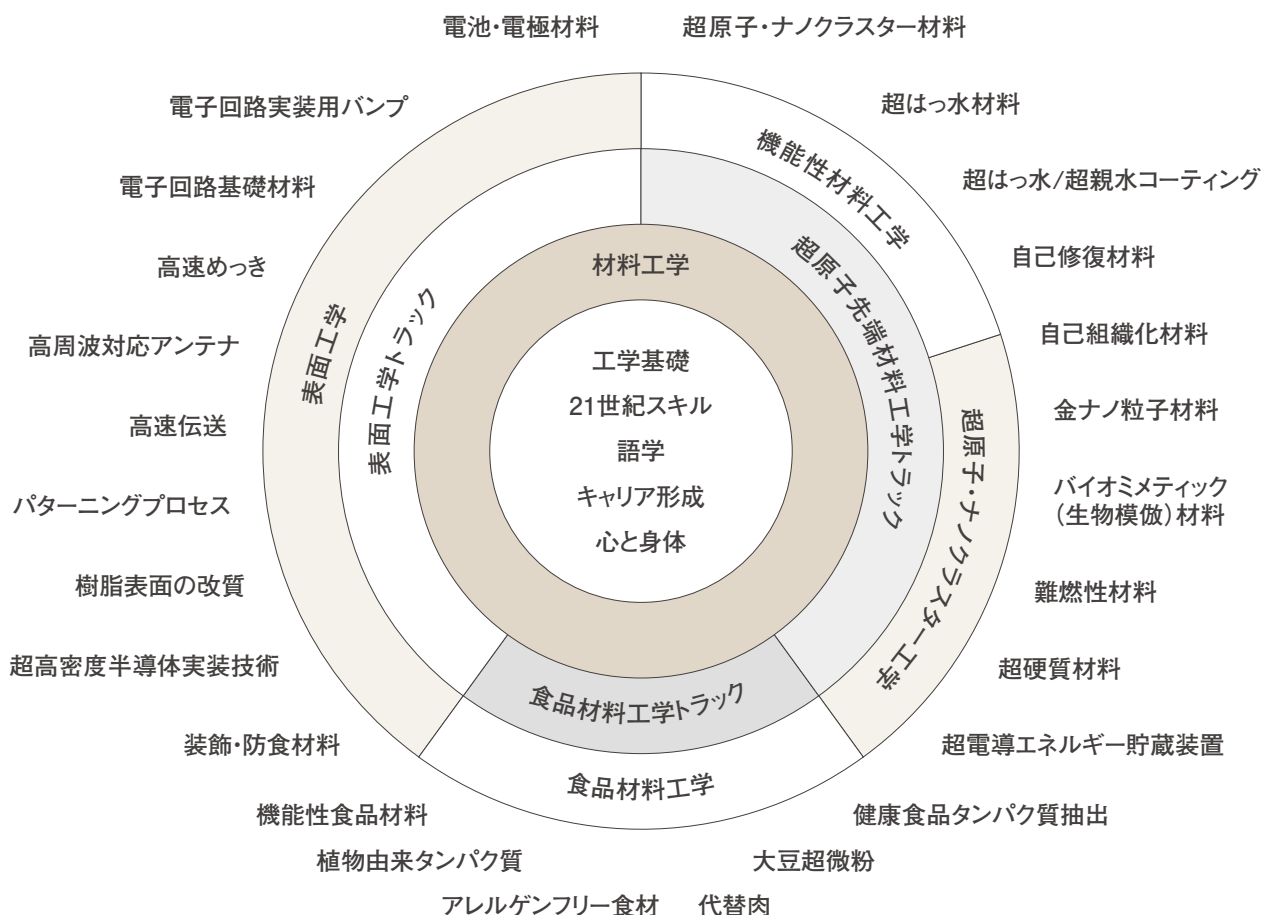 電池・電極材料
超原子・ナノクラスター材料
電子回路実装用バンプ
超はっ水材料
電子回路基礎材料
超はっ水/超親水コーティング
高速めっき
自己修復材料
高周波対応アンテナ
自己組織化材料
高速伝送
金ナノ粒子材料
パターニングプロセス
バイオミメティック
（生物模倣）材料
樹脂表面の改質
難燃性材料
超高密度半導体実装技術
超硬質材料
装飾・防食材料
超電導エネルギー貯蔵装置
機能性食品材料
健康食品タンパク質抽出
植物由来タンパク質
大豆超微粉
アレルゲンフリー食材
代替肉
表面工学
機能性材料工学
超原子・ナノクラスター工学
食品材料工学
表面工学トラック
超原子先端材料工学トラック
食品材料工学トラック
材料工学
工学基礎
21世紀スキル
語学
キャリア形成
心と身体